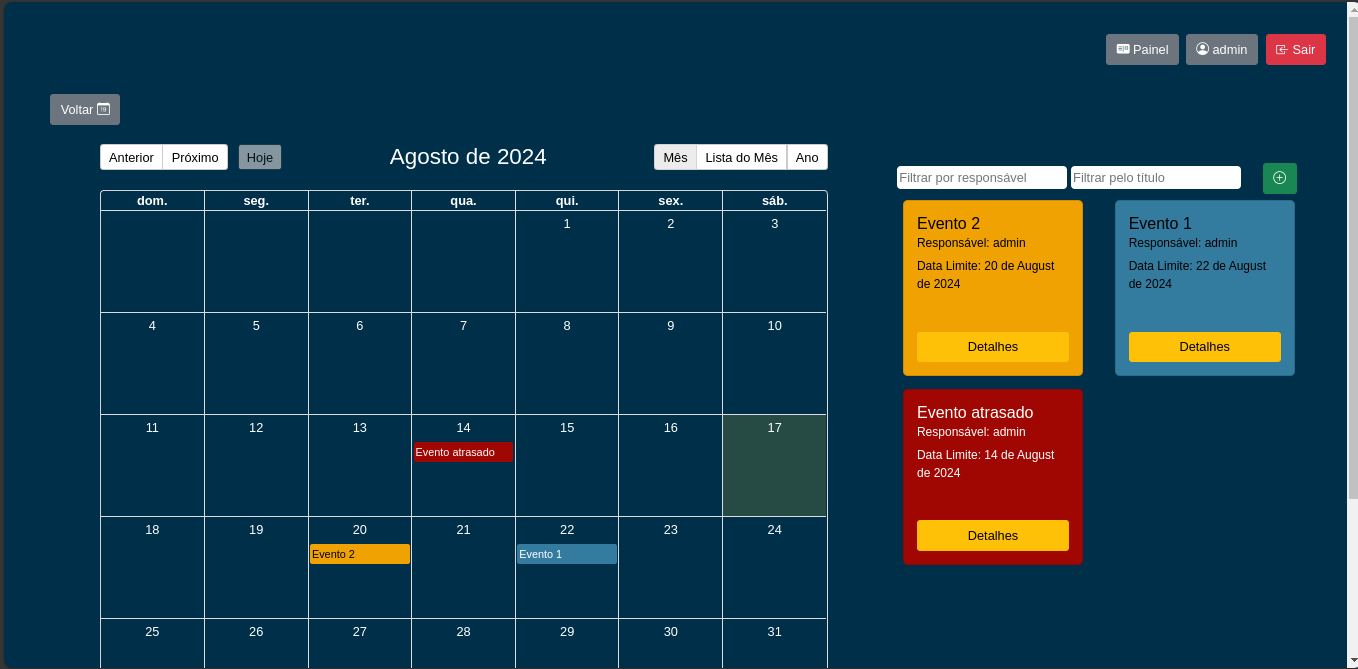 Painel admin Sair
Voltar
Anterior Próximo Hoje Agosto de 2024 Mês Lista do Mês Ano
dom. seg. ter. qua. qui. sex. sáb.
1 2 3
4 5 6 7 8 9 10
11 12 13 14 15 16 17
Evento atrasado
18 19 20 21 22 23 24
Evento 2 Evento 1
25 26 27 28 29 30 31
Filtrar por responsável Filtrar pelo título
Evento 2
Responsável: admin
Data Limite: 20 de August
de 2024
Detalhes
Evento 1
Responsável: admin
Data Limite: 22 de August
de 2024
Detalhes
Evento atrasado
Responsável: admin
Data Limite: 14 de August
de 2024
Detalhes